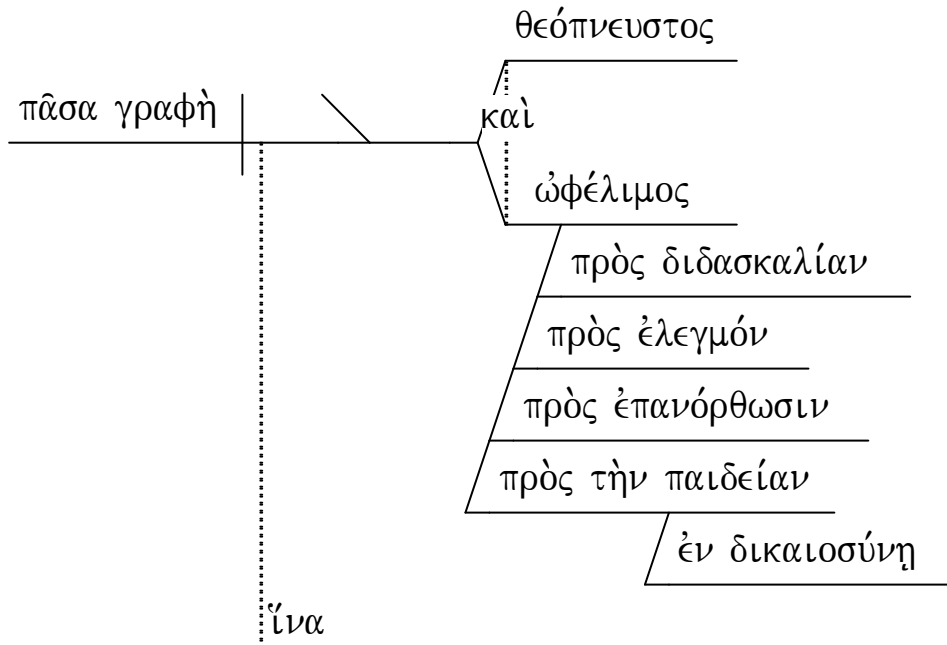 θεόπνευστος
πᾶσα γραφὴ
καὶ
ὠφέλιμος
πρὸς διδασκαλίαν
πρὸς ἐλεγμόν
πρὸς ἐπανόρθωσιν
πρὸς τὴν παιδείαν
ἐν δικαιοσύνῃ
ἵνα